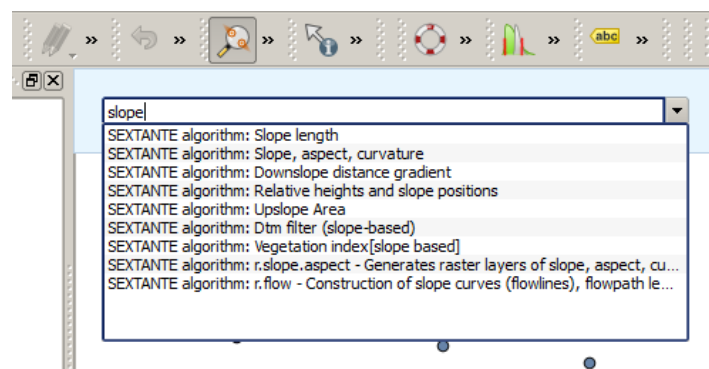 » » » » » » abc »
slope
SEXTANTE algorithm: Slope length
SEXTANTE algorithm: Slope, aspect, curvature
SEXTANTE algorithm: Downslope distance gradient
SEXTANTE algorithm: Relative heights and slope positions
SEXTANTE algorithm: Upslope Area
SEXTANTE algorithm: Dtm filter (slope-based)
SEXTANTE algorithm: Vegetation index[slope based]
SEXTANTE algorithm: r.slope.aspect - Generates raster layers of slope, aspect, cu...
SEXTANTE algorithm: r.flow - Construction of slope curves (flowlines), flowpath le...